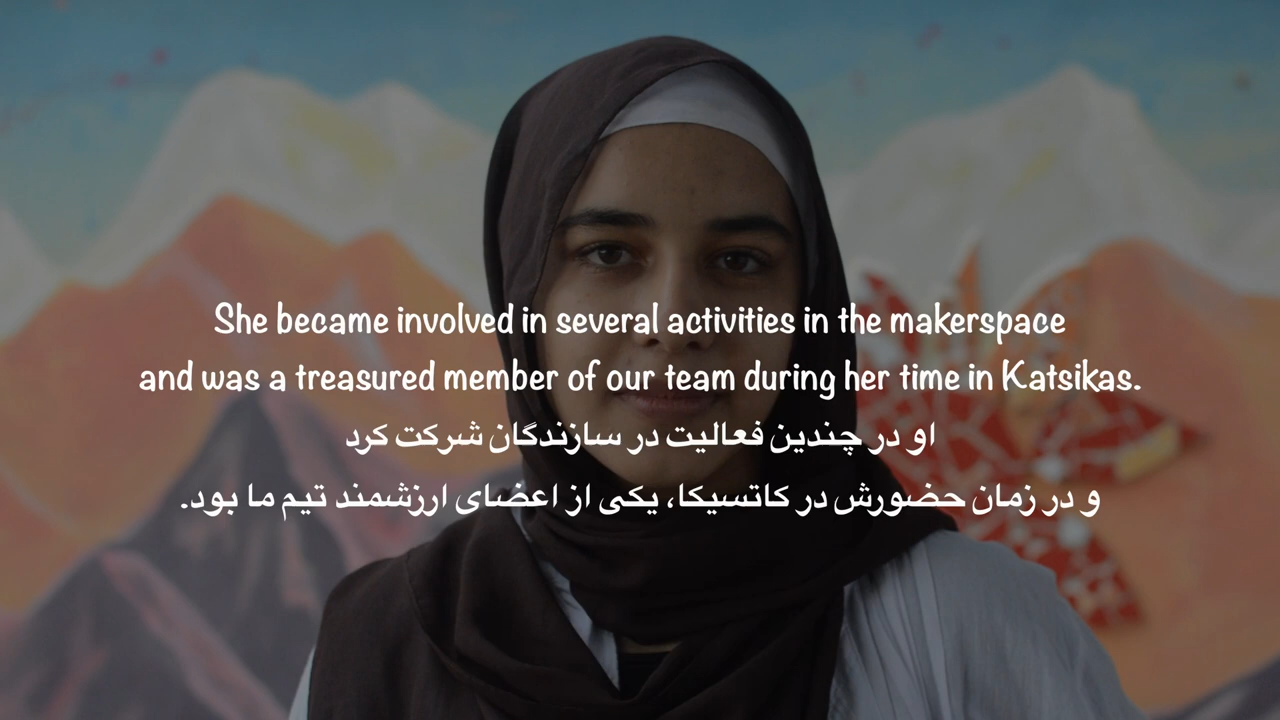 She became involved in several activities in the makerspace
and was a treasured member of our team during her time in Katsikas.
او در چندین فعالیت در سازندگان شرکت کرد
و در زمان حضورش در کاتسیکا، یکی از اعضای ارزشمند تیم ما بود.